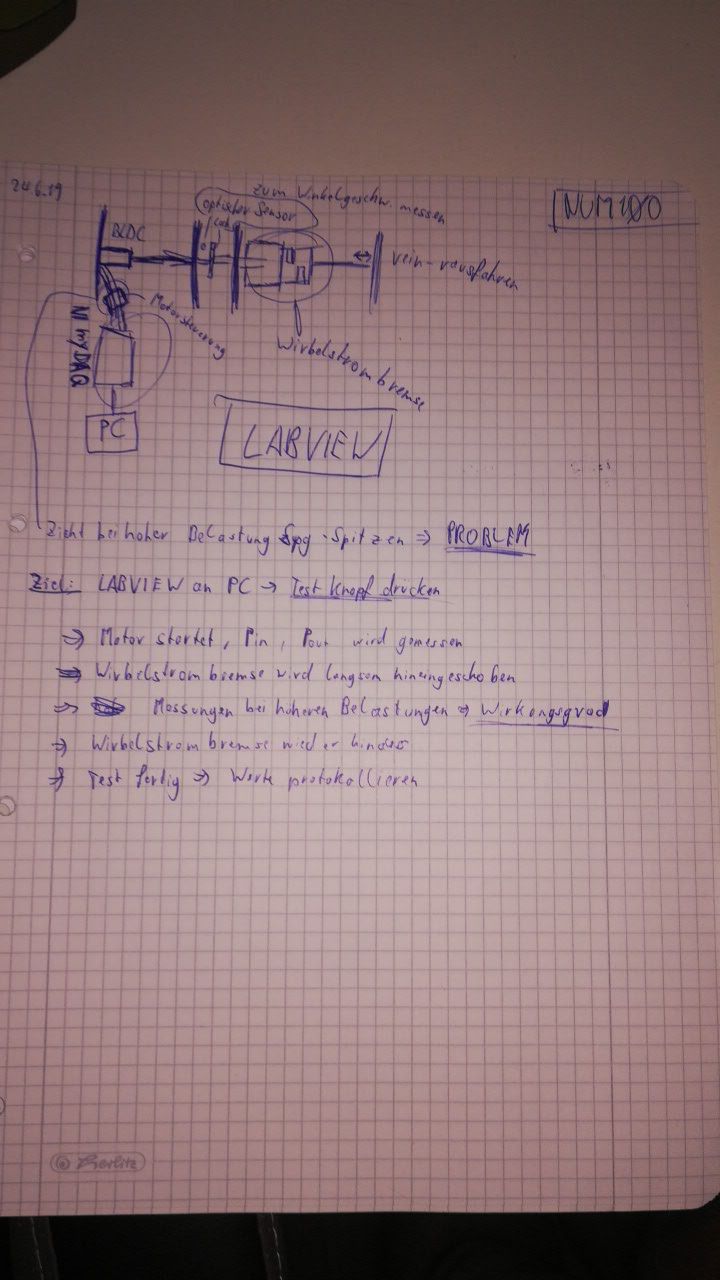 24.6.19
zum Winkelgeschw. messen
optischer Sensor
BLDC
rein-rausfahren
Motorsteuerung
Wirbelstrombremse
NI myDAQ
PC
LABVIEW
Zieht bei hoher Belastung Spg-Spitzen ⇒ PROBLEM
Ziel: LABVIEW an PC → Test Knopf drucken
⇒ Motor startet, Pin, Pout wird gemessen
⇒ Wirbelstrombremse wird langsam hineingeschoben
⇒ Messungen bei höheren Belastungen ⇒ Wirkungsgrad
⇒ Wirbelstrombremse wieder hinaus
⇒ Test fertig ⇒ Werte protokollieren
Herlitz